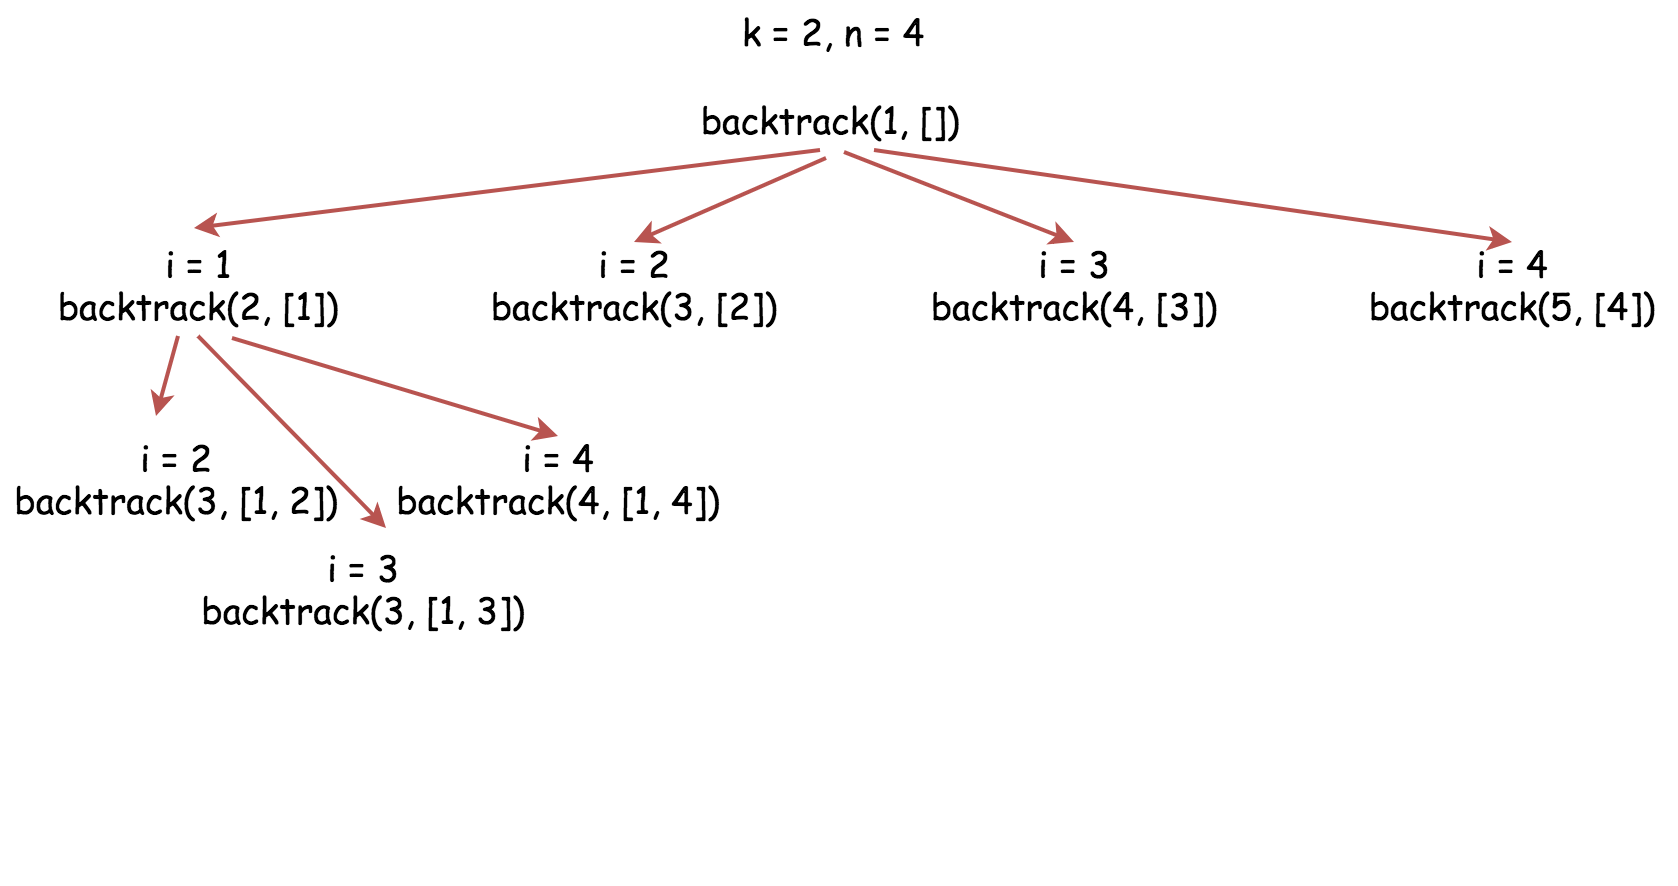 k = 2, n = 4
backtrack(1, [])
i = 1
backtrack(2, [1])
i = 2
backtrack(3, [2])
i = 3
backtrack(4, [3])
i = 4
backtrack(5, [4])
i = 2
backtrack(3, [1, 2])
i = 4
backtrack(4, [1, 4])
i = 3
backtrack(3, [1, 3])